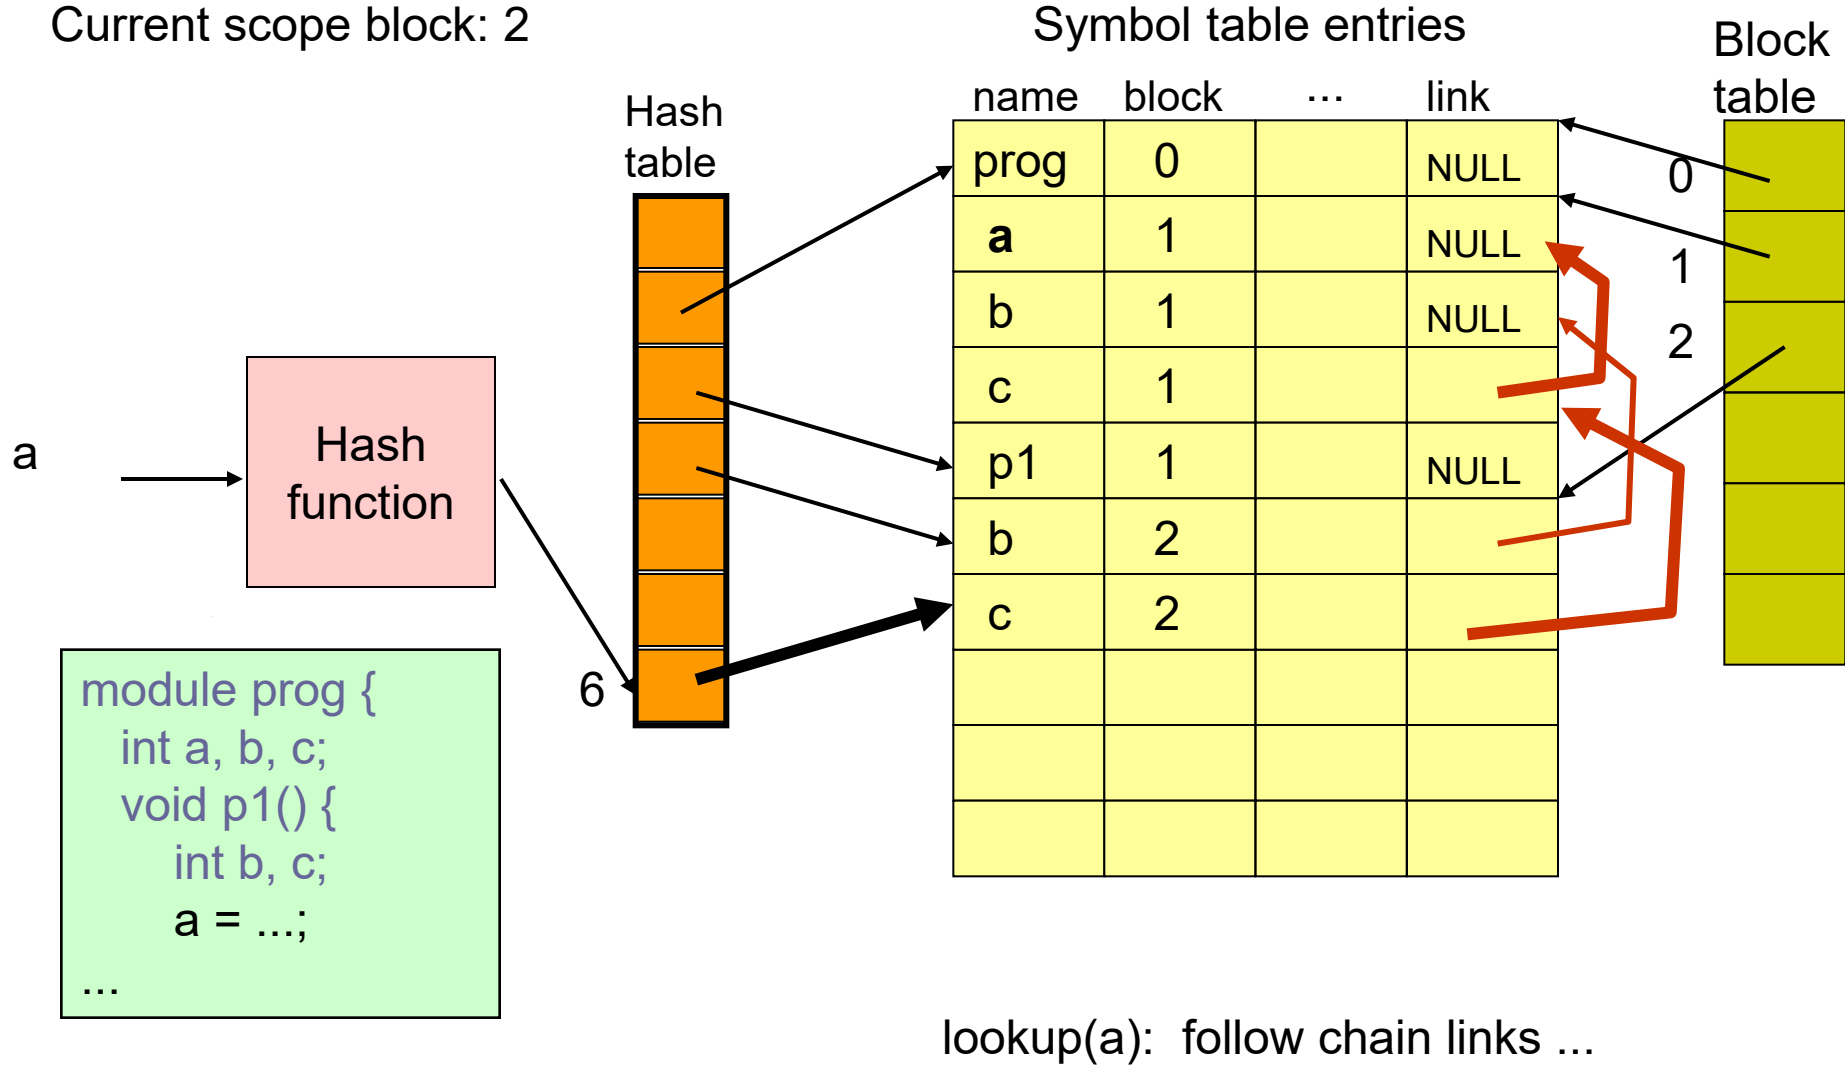 Current scope block: 2
Symbol table entries
Block
table
Hash
table
name block ... link
prog 0 NULL
a 1 NULL
b 1 NULL
c 1
p1 1 NULL
b 2
c 2
0
1
2
a
Hash
function
6
module prog {
int a, b, c;
void p1() {
int b, c;
a = ...;
...
lookup(a): follow chain links ...